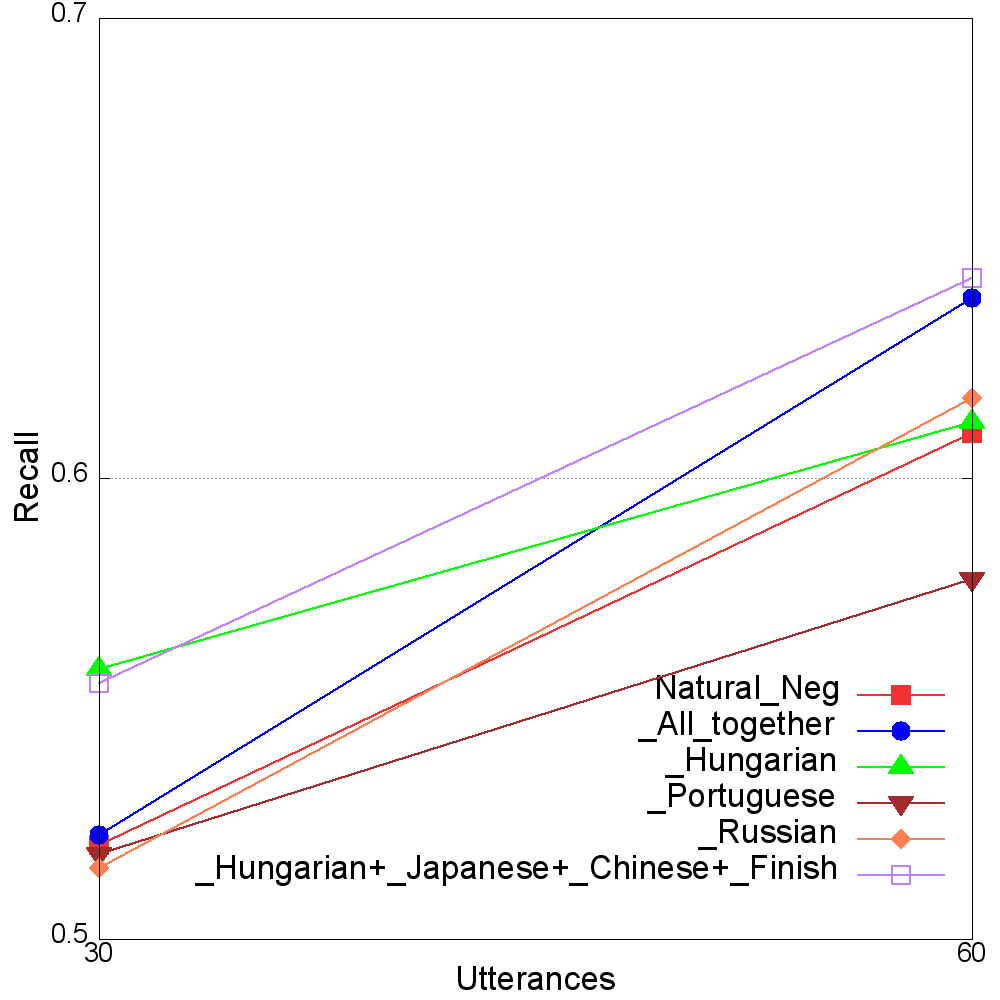 0.7
0.6
0.5
Recall
30
60
Utterances
Natural_Neg
_All_together
_Hungarian
_Portuguese
_Russian
_Hungarian+_Japanese+_Chinese+_Finish